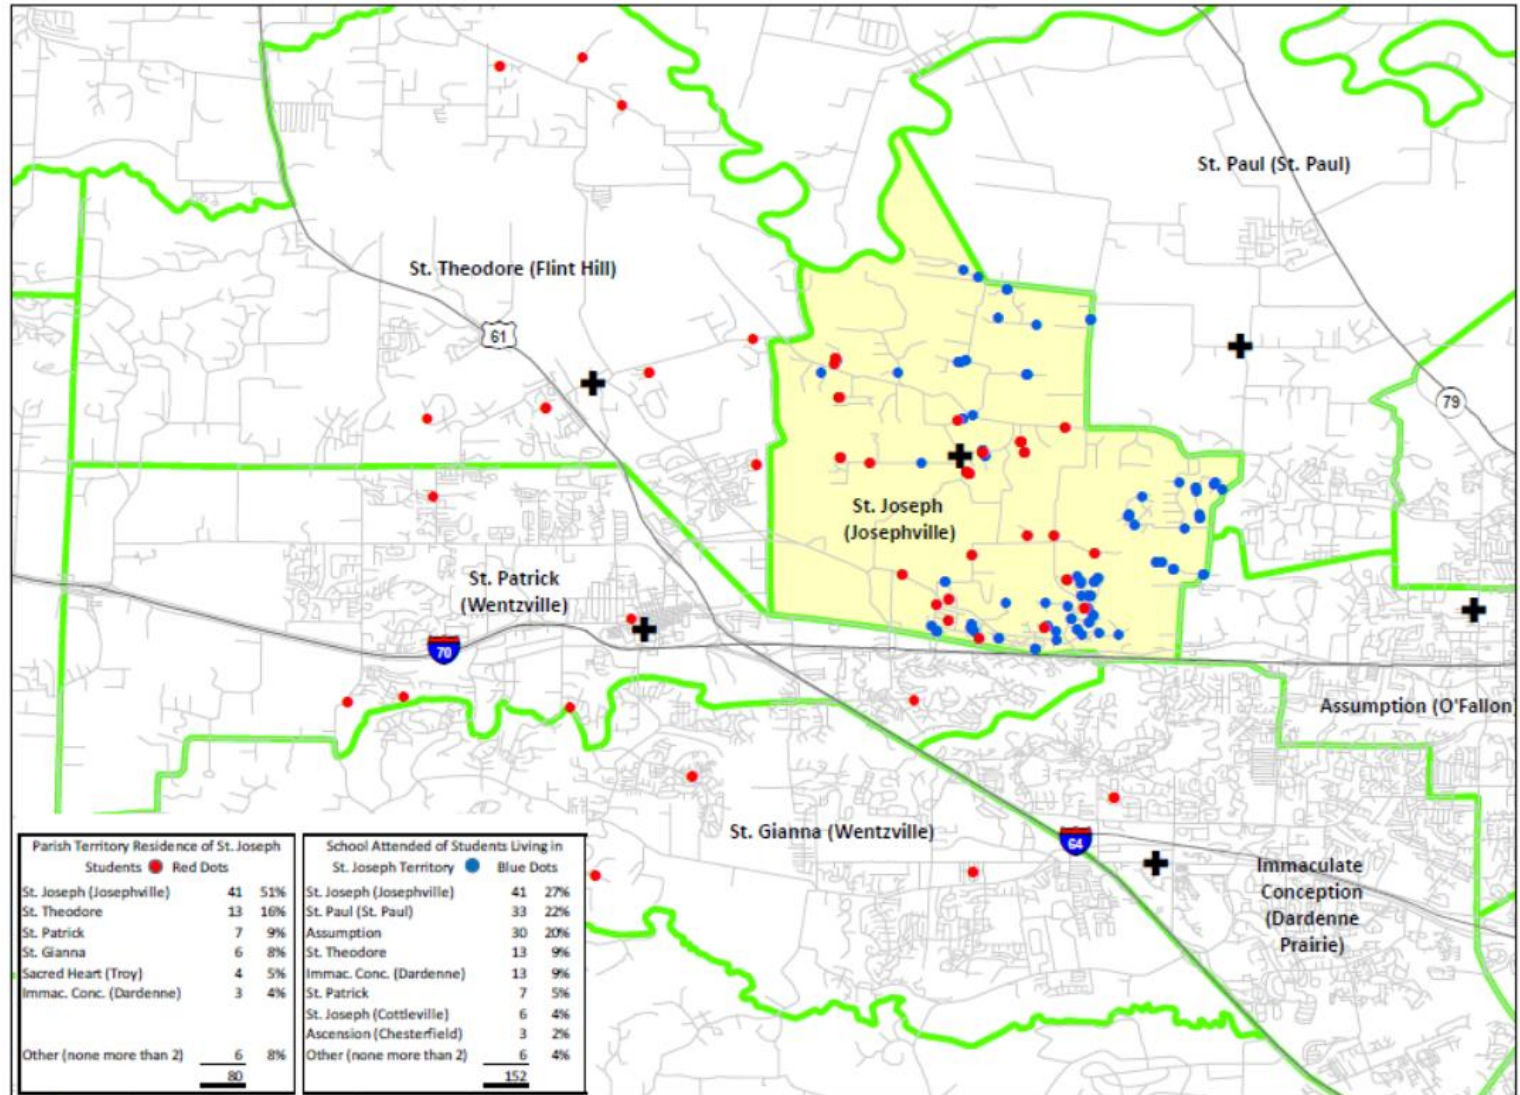 St. Paul (St. Paul)
St. Theodore (Flint Hill)
61
79
St. Joseph
(Josephville)
St. Patrick
(Wentzville)
70
Assumption (O'Fallon)
St. Gianna (Wentzville)
64
Immaculate
Conception
(Dardenne
Prairie)
Parish Territory Residence of St. Joseph
Students Red Dots
St. Joseph (Josephville) 41 51%
St. Theodore 13 16%
St. Patrick 7 9%
St. Gianna 6 8%
Sacred Heart (Troy) 4 5%
Immac. Conc. (Dardenne) 3 4%
Other (none more than 2) 6 8%
80
School Attended of Students Living in
St. Joseph Territory Blue Dots
St. Joseph (Josephville) 41 27%
St. Paul (St. Paul) 33 22%
Assumption 30 20%
St. Theodore 13 9%
Immac. Conc. (Dardenne) 13 9%
St. Patrick 7 5%
St. Joseph (Cottleville) 6 4%
Ascension (Chesterfield) 3 2%
Other (none more than 2) 6 4%
152